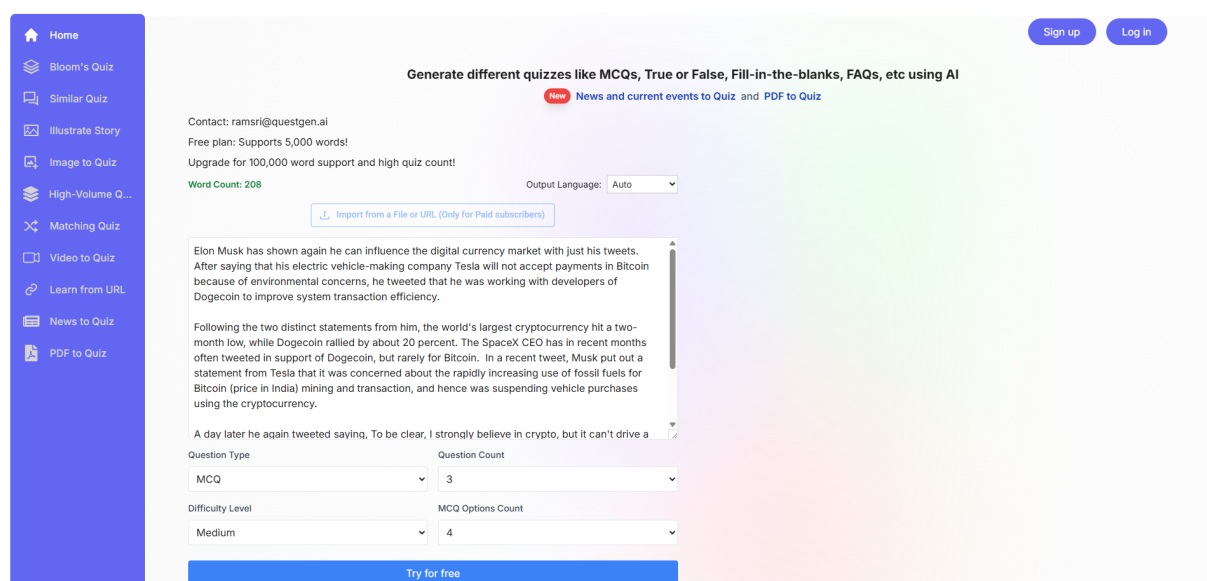 Home
Bloom's Quiz
Similar Quiz
Illustrate Story
Image to Quiz
High-Volume Q...
Matching Quiz
Video to Quiz
Learn from URL
News to Quiz
PDF to Quiz
Sign up
Log in
Generate different quizzes like MCQs, True or False, Fill-in-the-blanks, FAQs, etc using AI
New News and current events to Quiz and PDF to Quiz
Contact: ramsri@questgen.ai
Free plan: Supports 5,000 words!
Upgrade for 100,000 word support and high quiz count!
Word Count: 208
Output Language: Auto
Import from a File or URL (Only for Paid subscribers)
Elon Musk has shown again he can influence the digital currency market with just his tweets.
After saying that his electric vehicle-making company Tesla will not accept payments in Bitcoin
because of environmental concerns, he tweeted that he was working with developers of
Dogecoin to improve system transaction efficiency.
Following the two distinct statements from him, the world's largest cryptocurrency hit a two-
month low, while Dogecoin rallied by about 20 percent. The SpaceX CEO has in recent months
often tweeted in support of Dogecoin, but rarely for Bitcoin. In a recent tweet, Musk put out a
statement from Tesla that it was concerned about the rapidly increasing use of fossil fuels for
Bitcoin (price in India) mining and transaction, and hence was suspending vehicle purchases
using the cryptocurrency.
A day later he again tweeted saying, To be clear, I strongly believe in crypto, but it can't drive a
Question Type
Question Count
MCQ
3
Difficulty Level
MCQ Options Count
Medium
4
Try for free